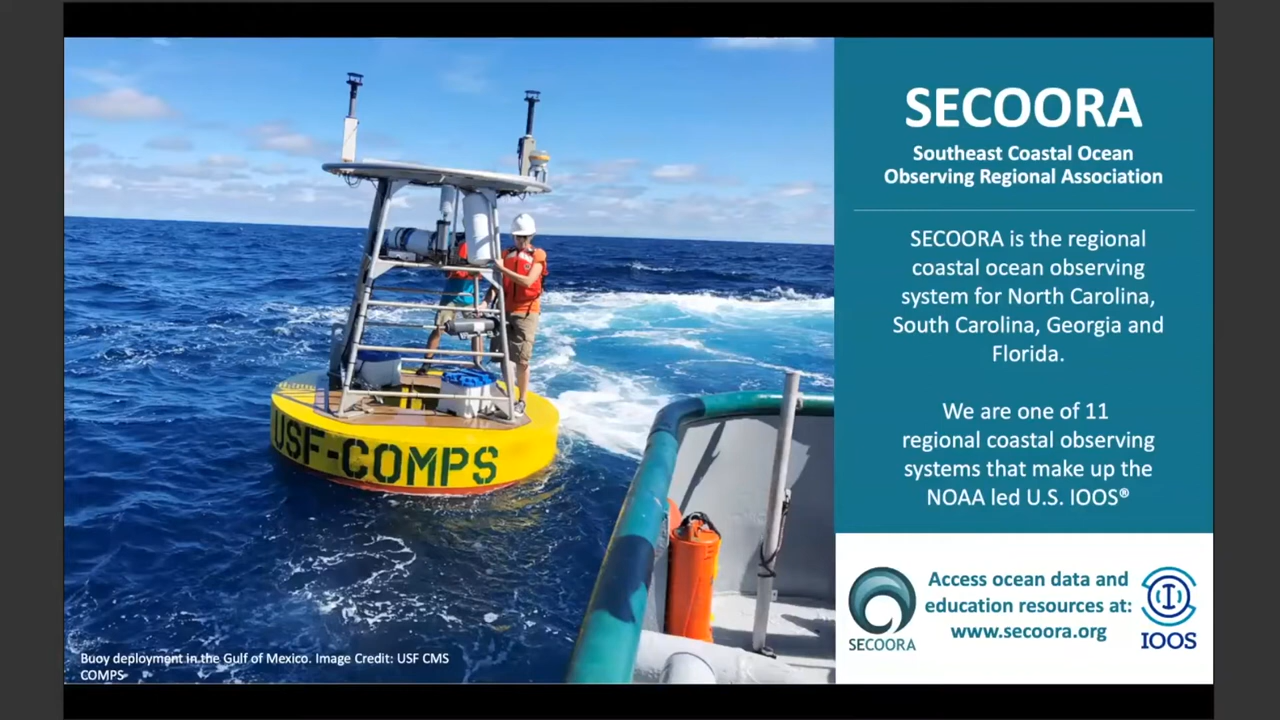 SECOORA
Southeast Coastal Ocean
Observing Regional Association
SECOORA is the regional
coastal ocean observing
system for North Carolina,
South Carolina, Georgia and
Florida.
We are one of 11
regional coastal observing
systems that make up the
NOAA led U.S. IOOS®
USF-COMPS
Buoy deployment in the Gulf of Mexico. Image Credit: USF CMS
COMPS
SECOORA
Access ocean data and
education resources at:
www.secoora.org
IOOS